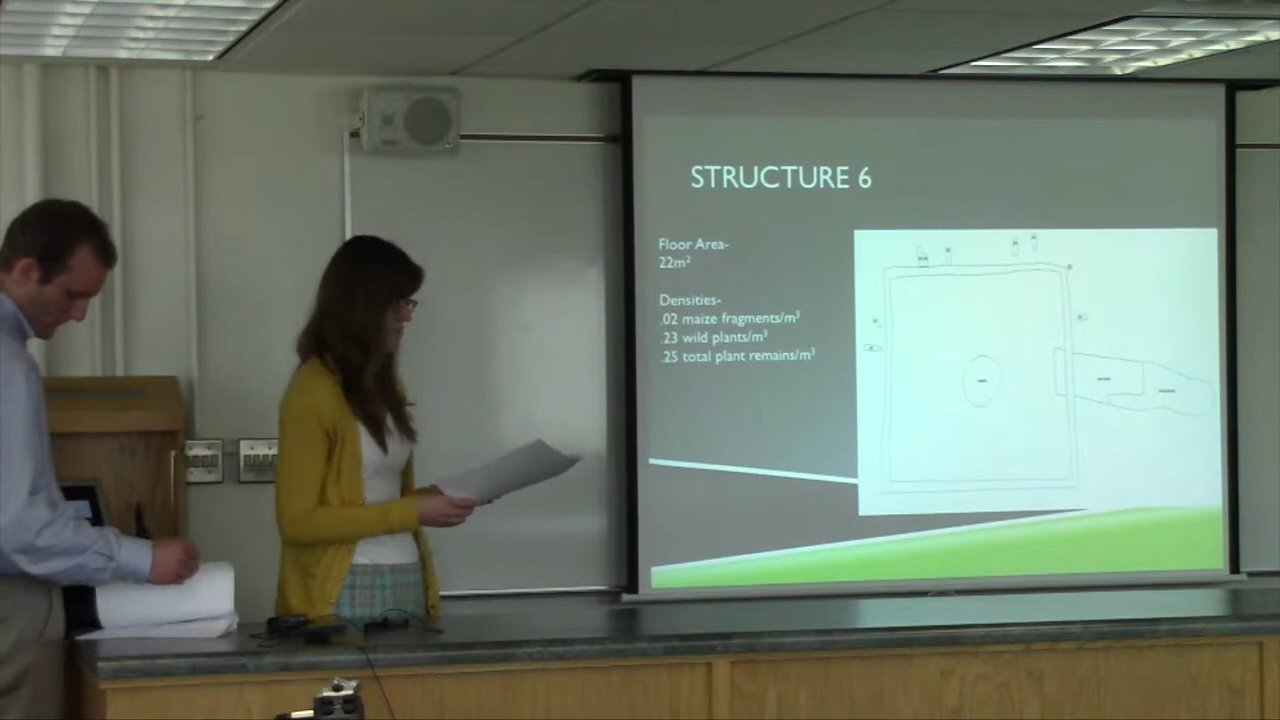 STRUCTURE 6
Floor Area-
22m²
Densities-
.02 maize fragments/m³
.23 wild plants/m³
.25 total plant remains/m³